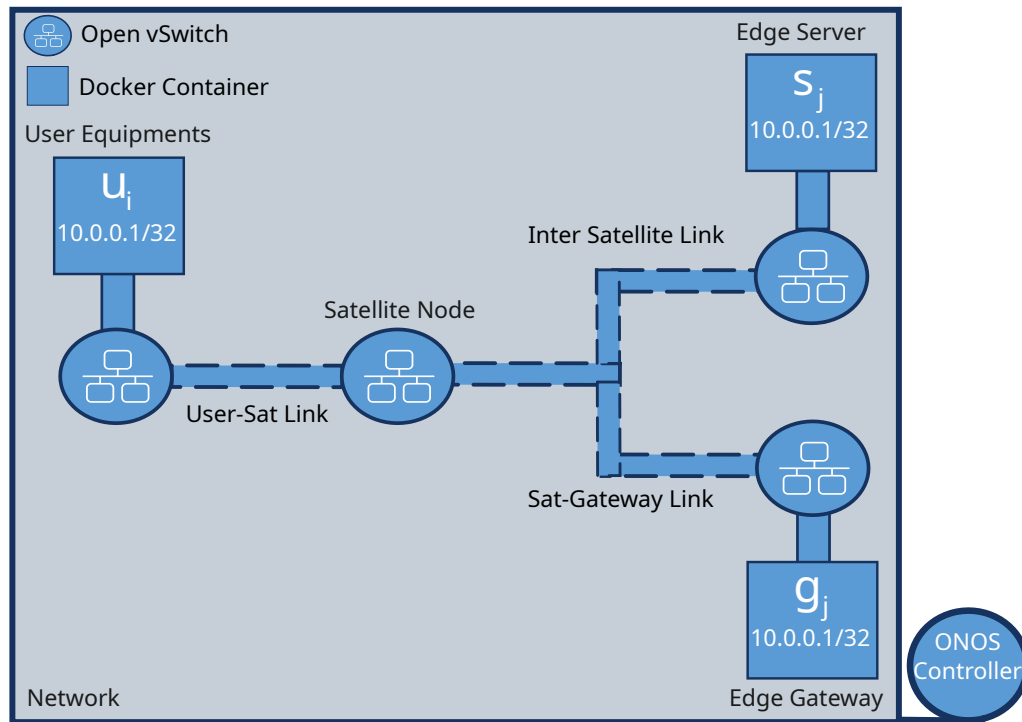 Open vSwitch
Docker Container
User Equipments
ui
10.0.0.1/32
Edge Server
sj
10.0.0.1/32
Inter Satellite Link
Satellite Node
User-Sat Link
Sat-Gateway Link
gj
10.0.0.1/32
Edge Gateway
Network
ONOS
Controller